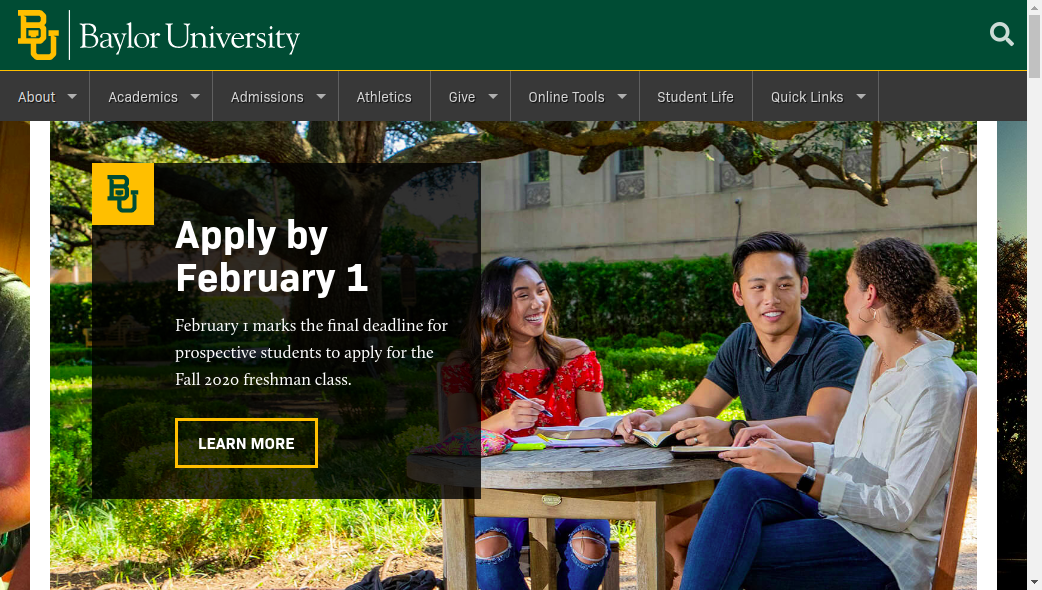 BU Baylor University
About Academics Admissions Athletics Give Online Tools Student Life Quick Links
BU
Apply by
February 1
February 1 marks the final deadline for
prospective students to apply for the
Fall 2020 freshman class.
LEARN MORE